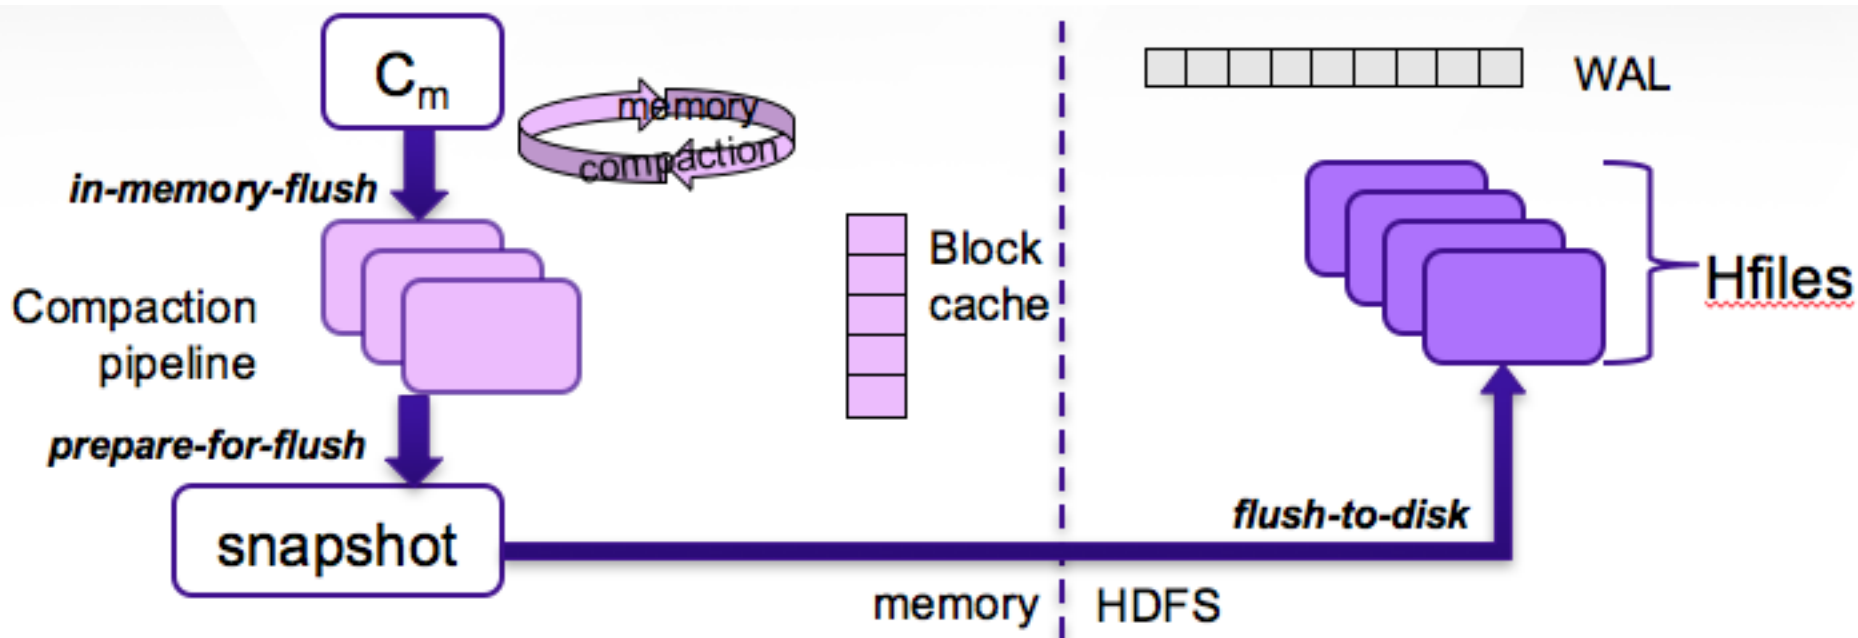 C_m
memory
compaction
in-memory-flush
Compaction
pipeline
prepare-for-flush
snapshot
Block
cache
memory
WAL
Hfiles
flush-to-disk
HDFS